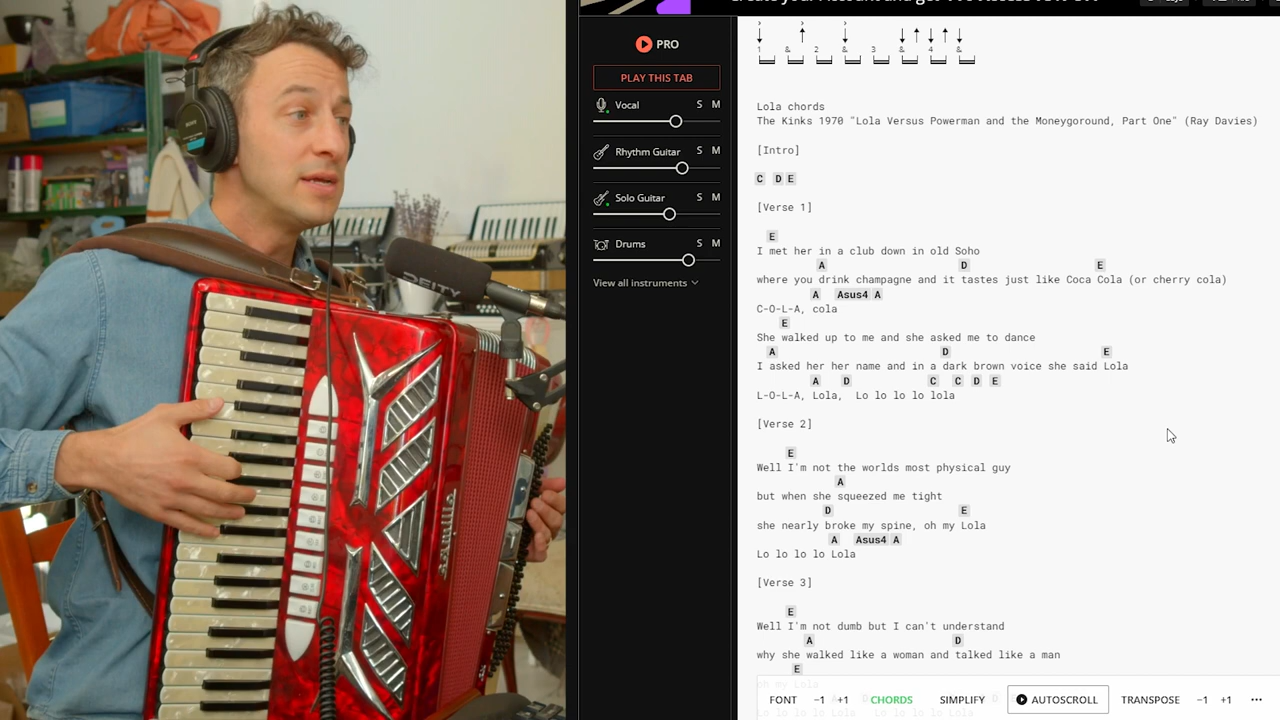 PRO
PLAY THIS TAB
Vocal S M
Rhythm Guitar S M
Solo Guitar S M
Drums S M
View all instruments
1 & 2 & 3 & 4 &
Lola chords
The Kinks 1970 "Lola Versus Powerman and the Moneygoround, Part One" (Ray Davies)
[Intro]
C D E
[Verse 1]
E
I met her in a club down in old Soho
A D E
where you drink champagne and it tastes just like Coca Cola (or cherry cola)
A Asus4 A
C-O-L-A, cola
E
She walked up to me and she asked me to dance
A D E
I asked her her name and in a dark brown voice she said Lola
A D C C D E
L-O-L-A, Lola, Lo lo lo lo lola
[Verse 2]
E
Well I'm not the worlds most physical guy
A
but when she squeezed me tight
D E
she nearly broke my spine, oh my Lola
A Asus4 A
Lo lo lo lo Lola
[Verse 3]
E
Well I'm not dumb but I can't understand
A D
why she walked like a woman and talked like a man
E
oh my Lola
FONT −1 +1 CHORDS SIMPLIFY AUTOSCROLL TRANSPOSE −1 +1
DEITY
SONY